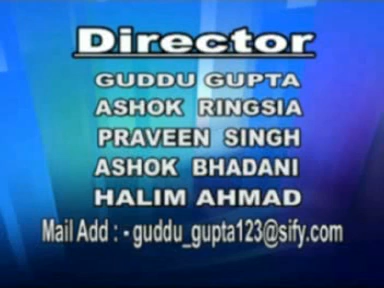 Director
GUDDU GUPTA
ASHOK RINGSIA
PRAVEEN SINGH
ASHOK BHADANI
HALIM AHMAD
Mail Add : - guddu_gupta123@sify.com